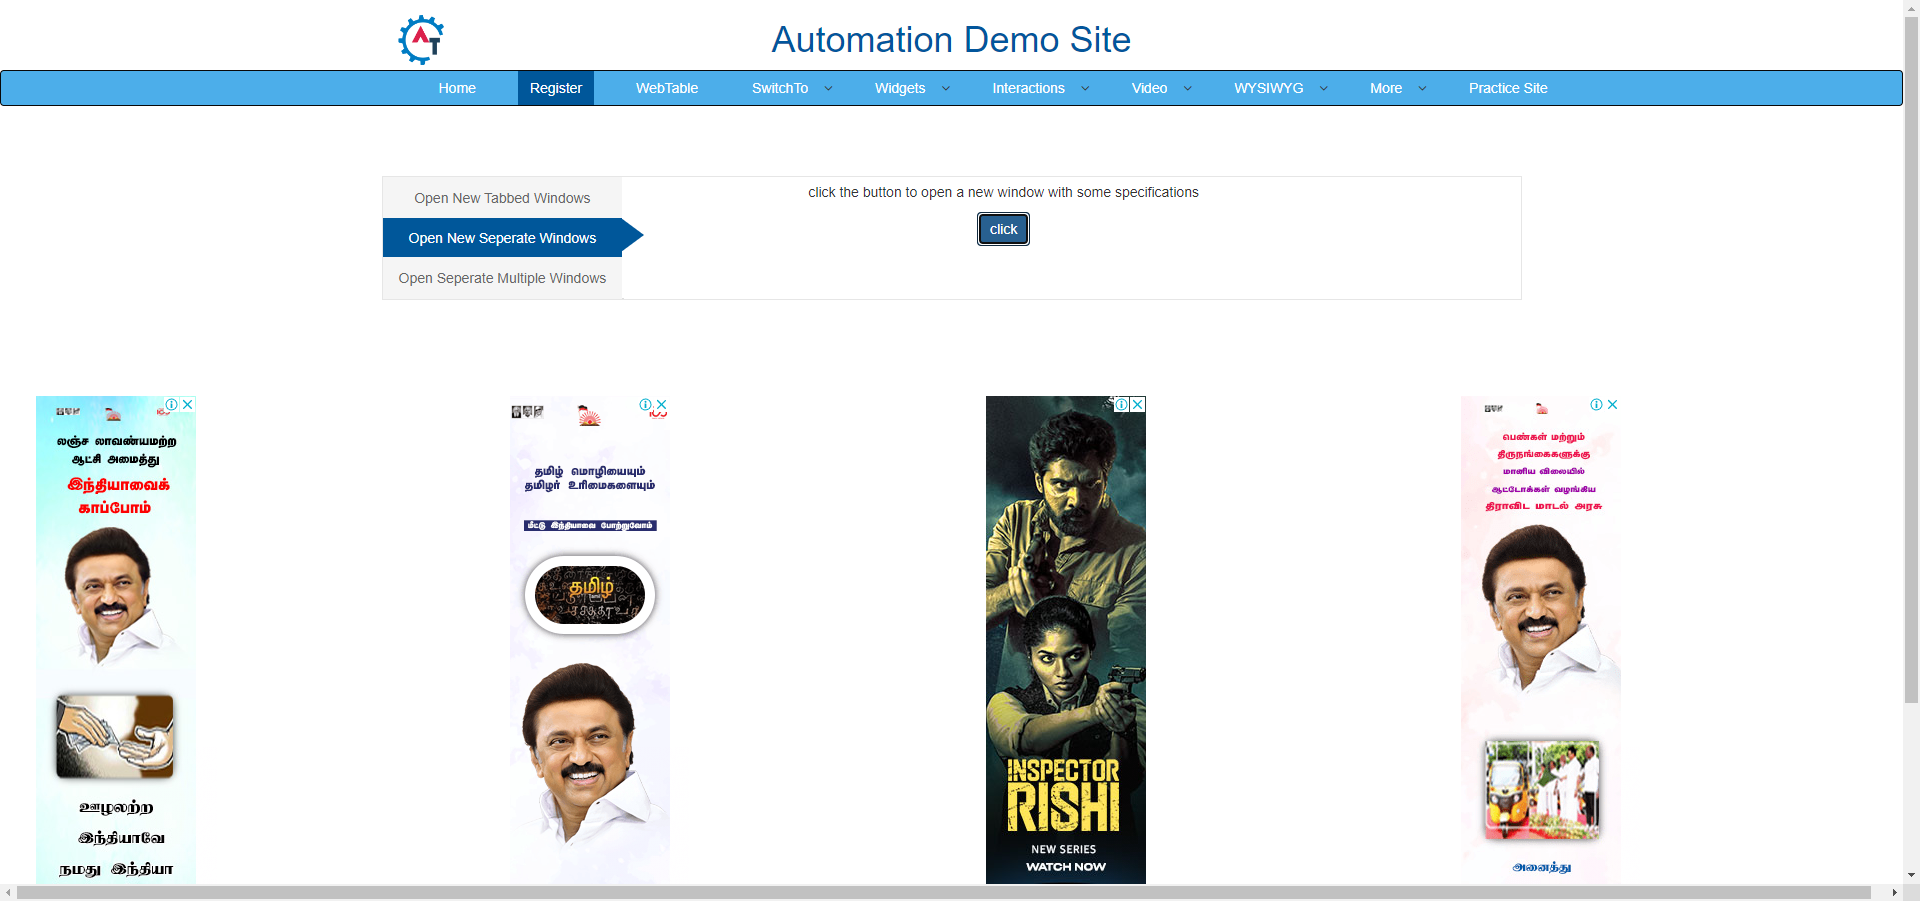 Automation Demo Site
Home Register WebTable SwitchTo Widgets Interactions Video WYSIWYG More Practice Site
Open New Tabbed Windows
Open New Seperate Windows
Open Seperate Multiple Windows
click the button to open a new window with some specifications
click
லஞ்ச லாவண்யமற்ற
ஆட்சி அமைத்து
இந்தியாவைக்
காப்போம்
ஊழலற்ற
இந்தியாவே
நமது இந்தியா
தமிழ் மொழியையும்
தமிழர் உரிமைகளையும்
மீட்டு இந்தியாவை போற்றுவோம்
தமிழ்
Tamil
INSPECTOR
RISHI
NEW SERIES
WATCH NOW
பெண்கள் மற்றும்
திருநங்கைகளுக்கு
மானிய விலையில்
ஆட்டோக்கள் வழங்கிய
திராவிட மாடல் அரசு
அனைத்து